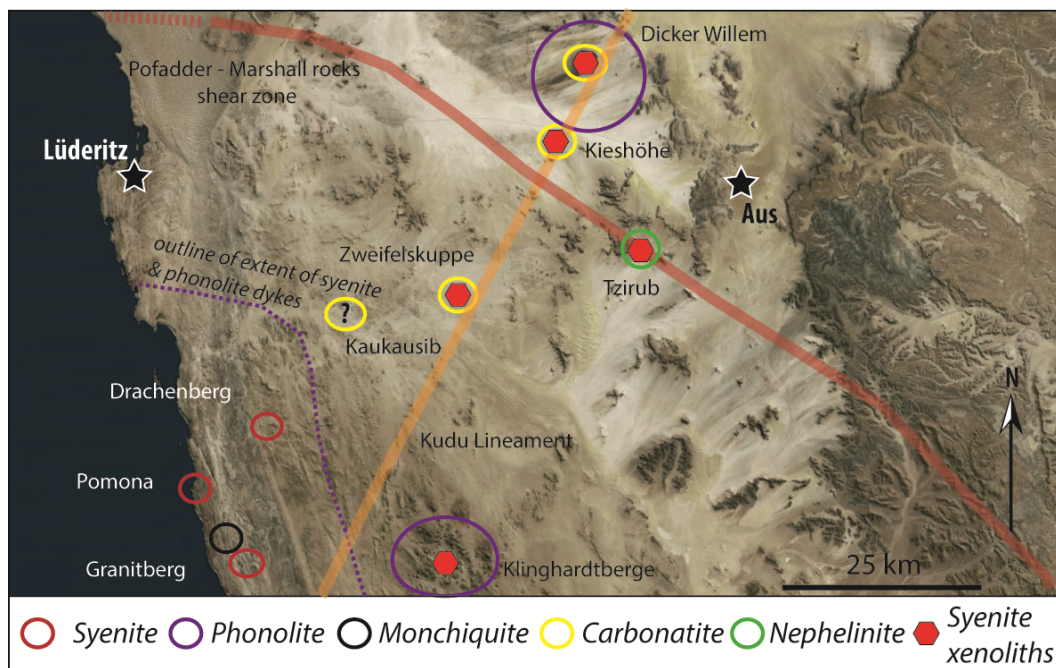 Dicker Willem
Pofadder - Marshall rocks
shear zone
Lüderitz
Kieshöhe
Aus
Zweifelskuppe
outline of extent of syenite
& phonolite dykes
Tzirub
?
Kaukausib
N
Drachenberg
Kudu Lineament
Pomona
Granitberg
Klinghardtberge
25 km
Syenite
Phonolite
Monchiquite
Carbonatite
Nephelinite
Syenite
xenoliths